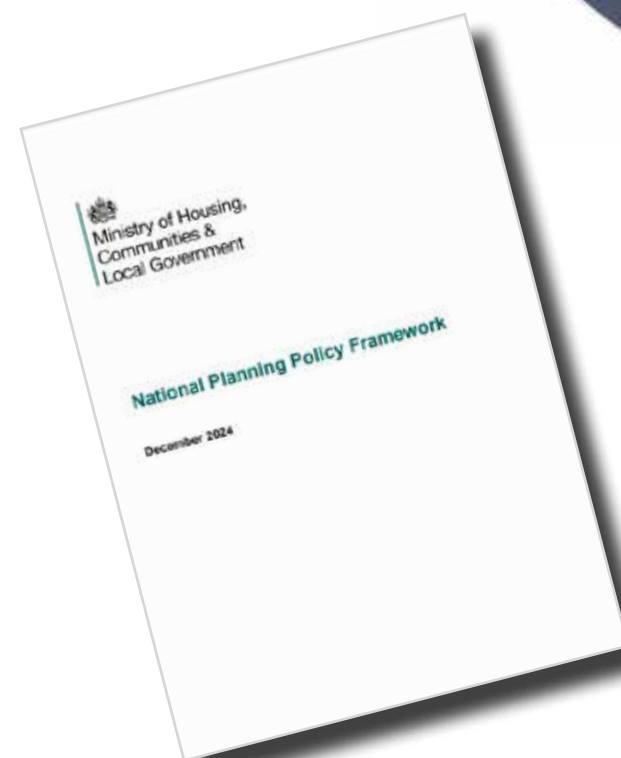 Ministry of Housing,
Communities &
Local Government
National Planning Policy Framework
December 2024